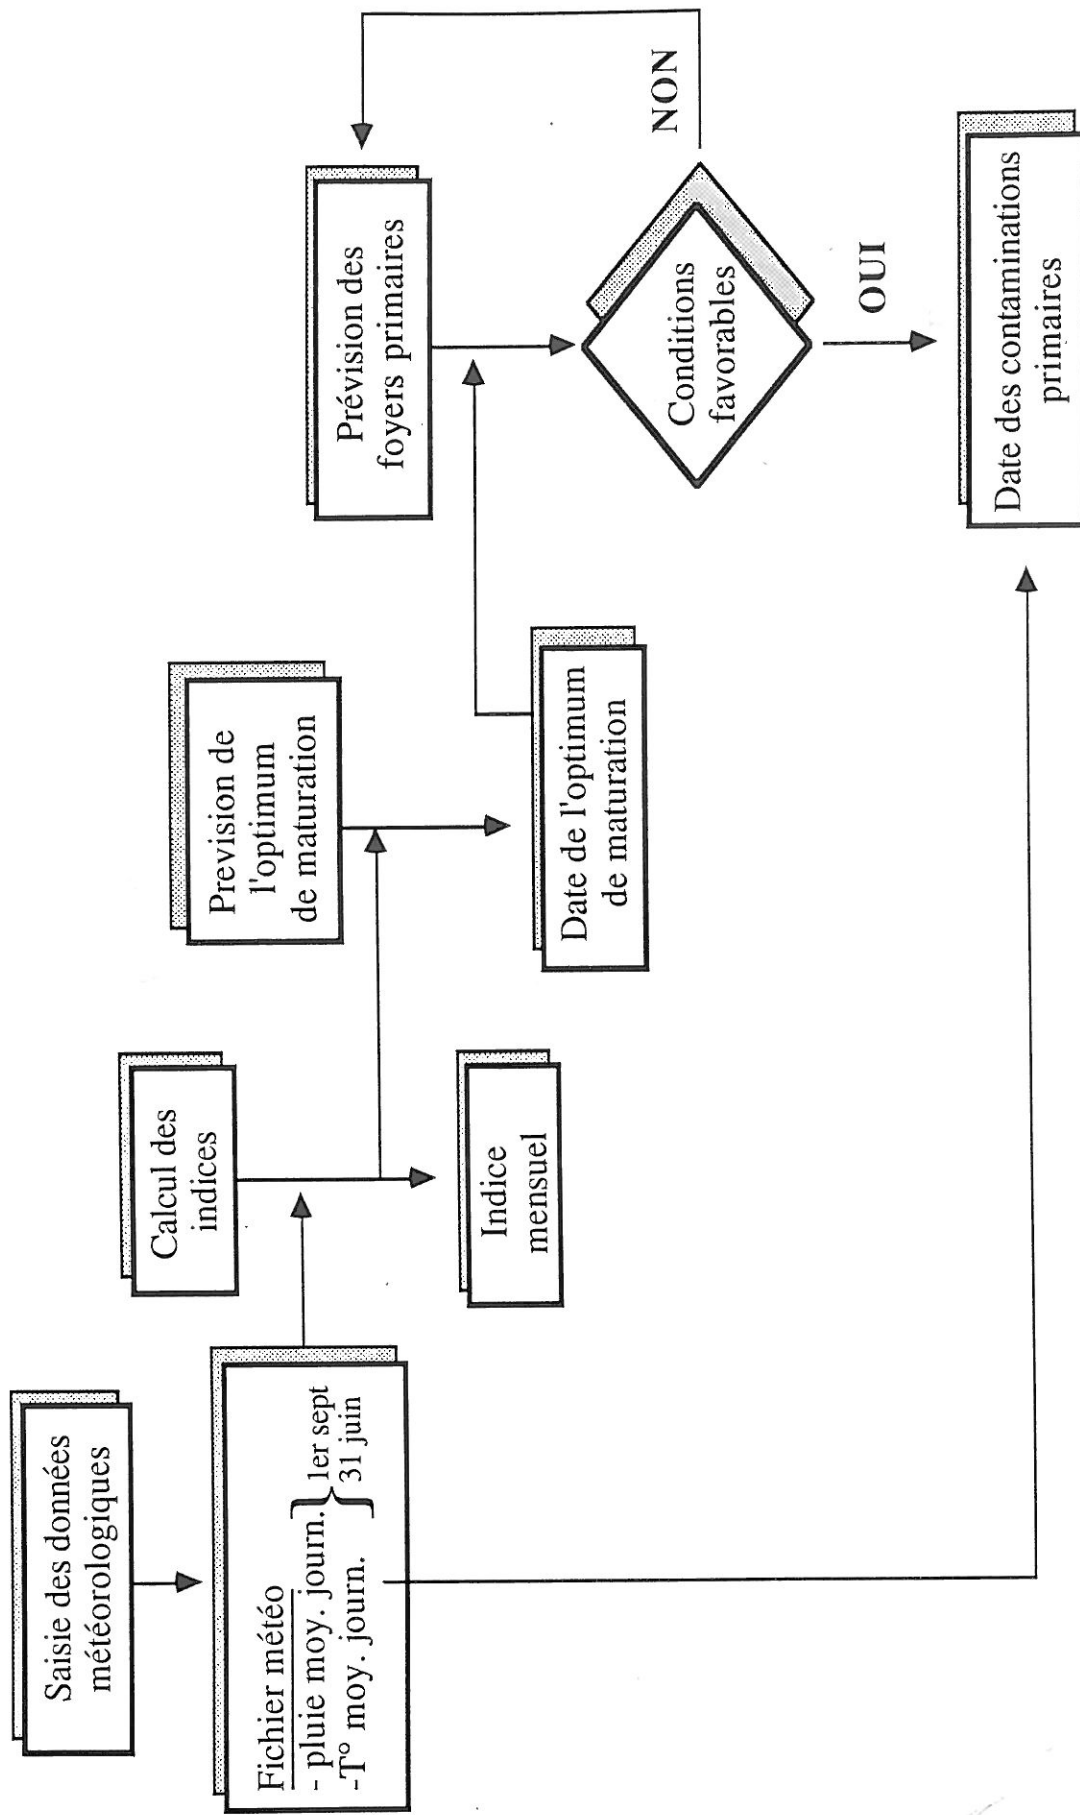 Saisie des données
météorologiques
Fichier météo
- pluie moy. journ.
-T° moy. journ.
1er sept
31 juin
Calcul des
indices
Indice
mensuel
Prevision de
l'optimum
de maturation
Date de l'optimum
de maturation
Prévision des
foyers primaires
Conditions
favorables
NON
OUI
Date des contaminations
primaires